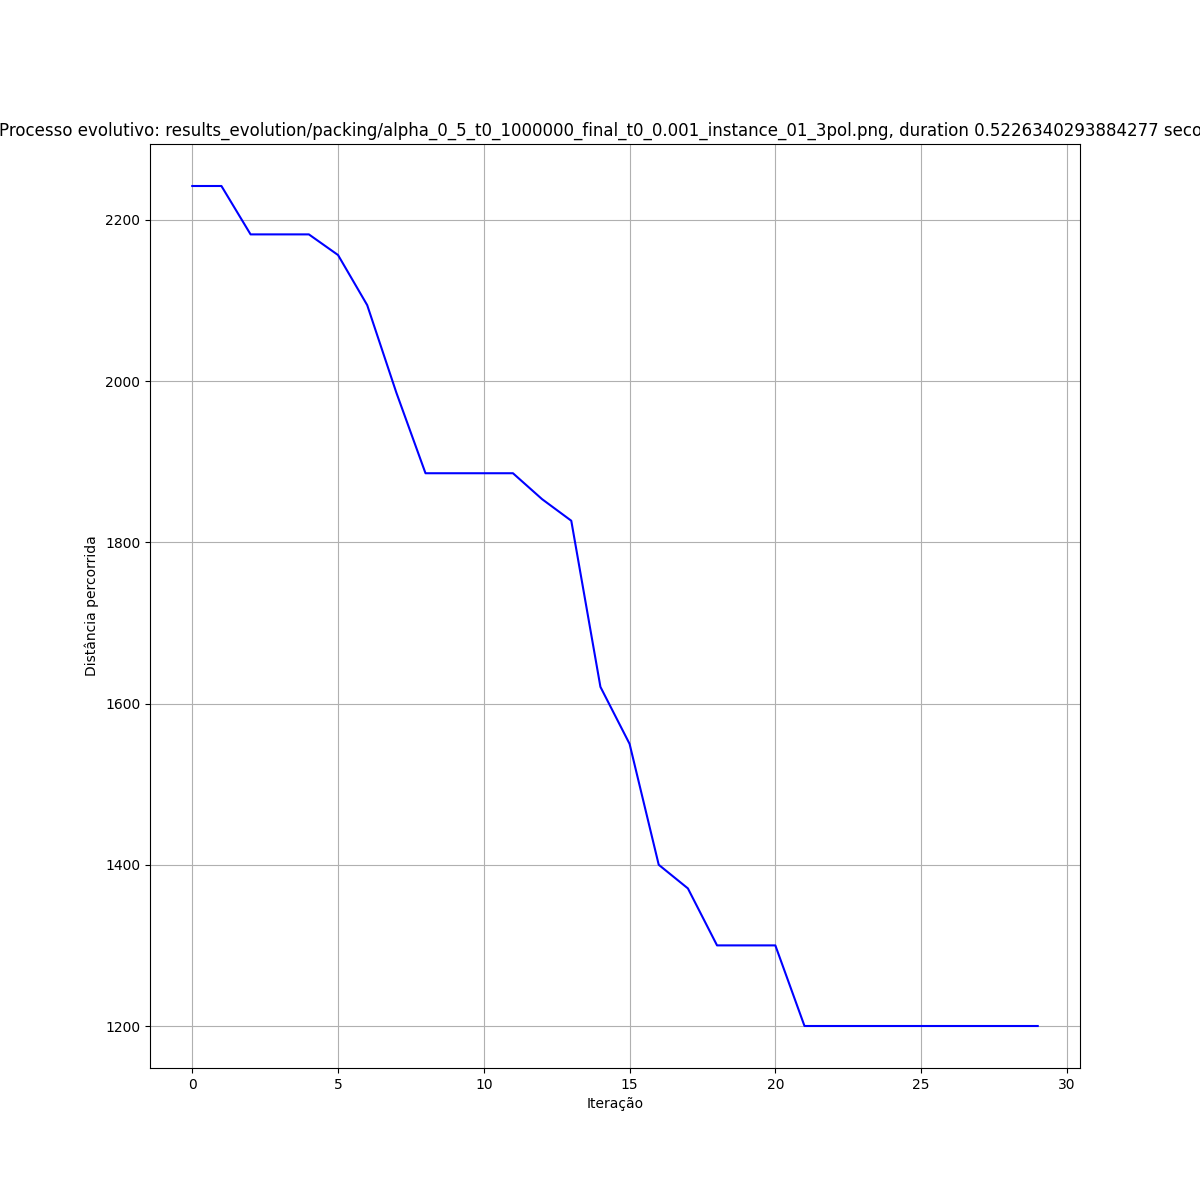 Processo evolutivo: results_evolution/packing/alpha_0_5_t0_1000000_final_t0_0.001_instance_01_3pol.png, duration 0.5226340293884277 seco
2200
2000
1800
1600
1400
1200
Distância percorrida
0 5 10 15 20 25 30
Iteração